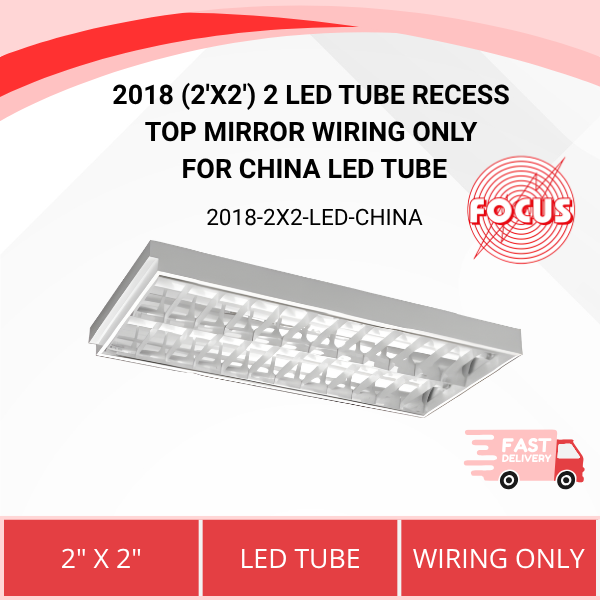 2018 (2'X2') 2 LED TUBE RECESS
TOP MIRROR WIRING ONLY
FOR CHINA LED TUBE
2018-2X2-LED-CHINA
FOCUS
FAST
DELIVERY
2" X 2"
LED TUBE
WIRING ONLY